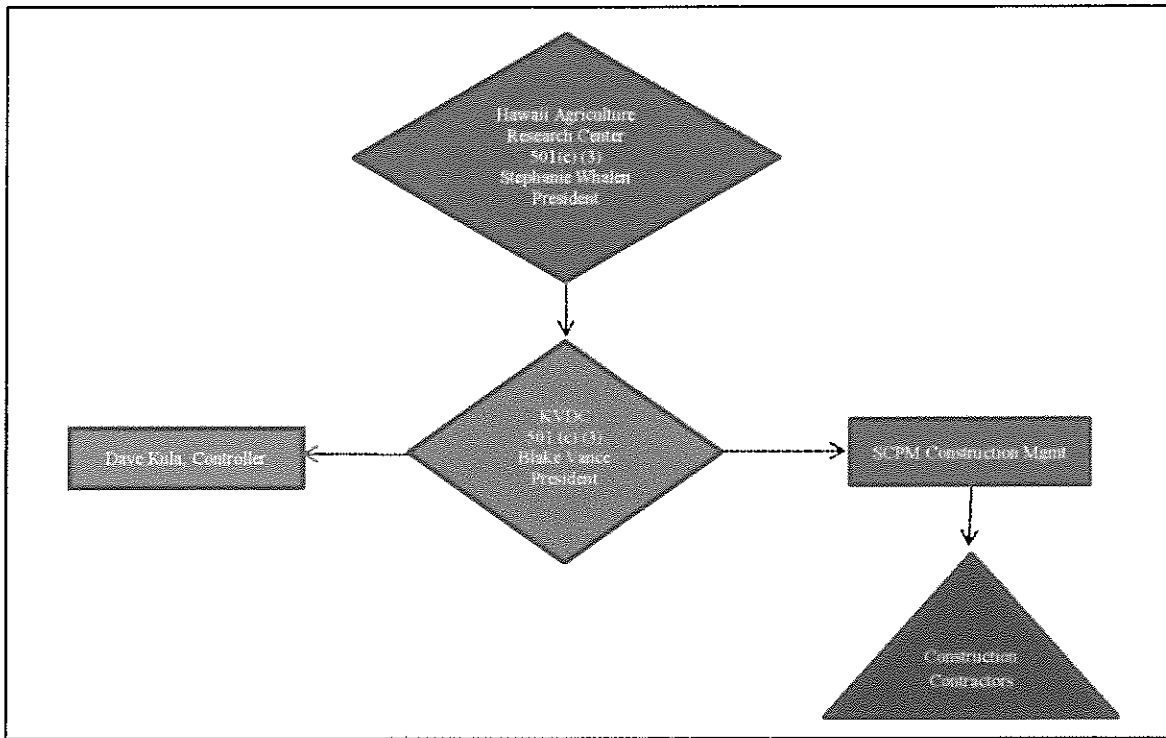 Hawaii Agriculture
Research Center
501(c) (3)
Stephanie Whalen
President
KVDC
501 (c) (3)
Blake Vance
President
Dave Kula, Controller
SCPM Construction Mgmt
Construction
Contractors